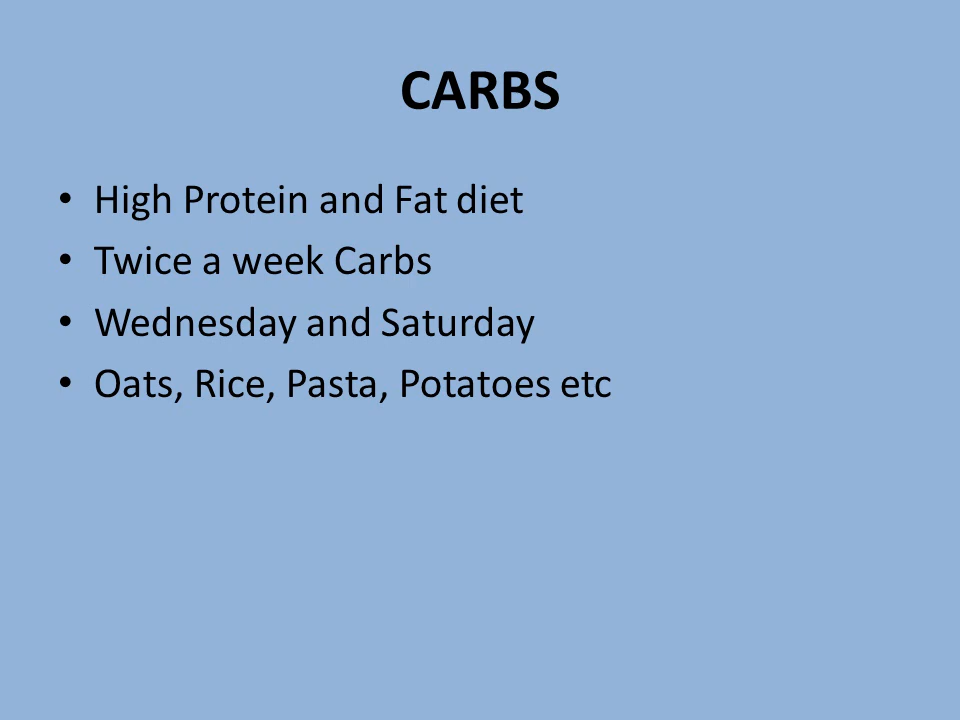 CARBS
• High Protein and Fat diet
• Twice a week Carbs
• Wednesday and Saturday
• Oats, Rice, Pasta, Potatoes etc